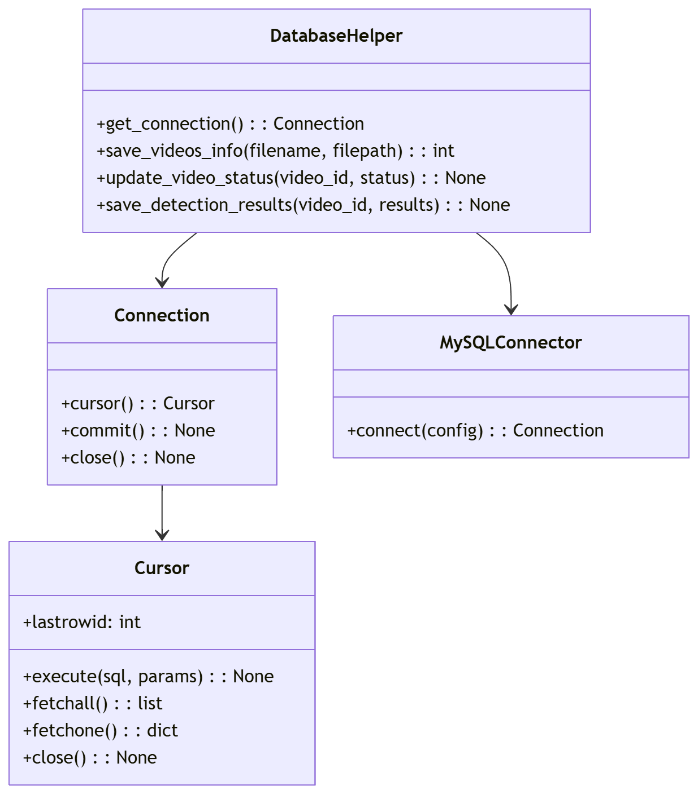 DatabaseHelper
+get_connection() : : Connection
+save_videos_info(filename, filepath) : : int
+update_video_status(video_id, status) : : None
+save_detection_results(video_id, results) : : None
Connection
+cursor() : : Cursor
+commit() : : None
+close() : : None
MySQLConnector
+connect(config) : : Connection
Cursor
+lastrowid: int
+execute(sql, params) : : None
+fetchall() : : list
+fetchone() : : dict
+close() : : None